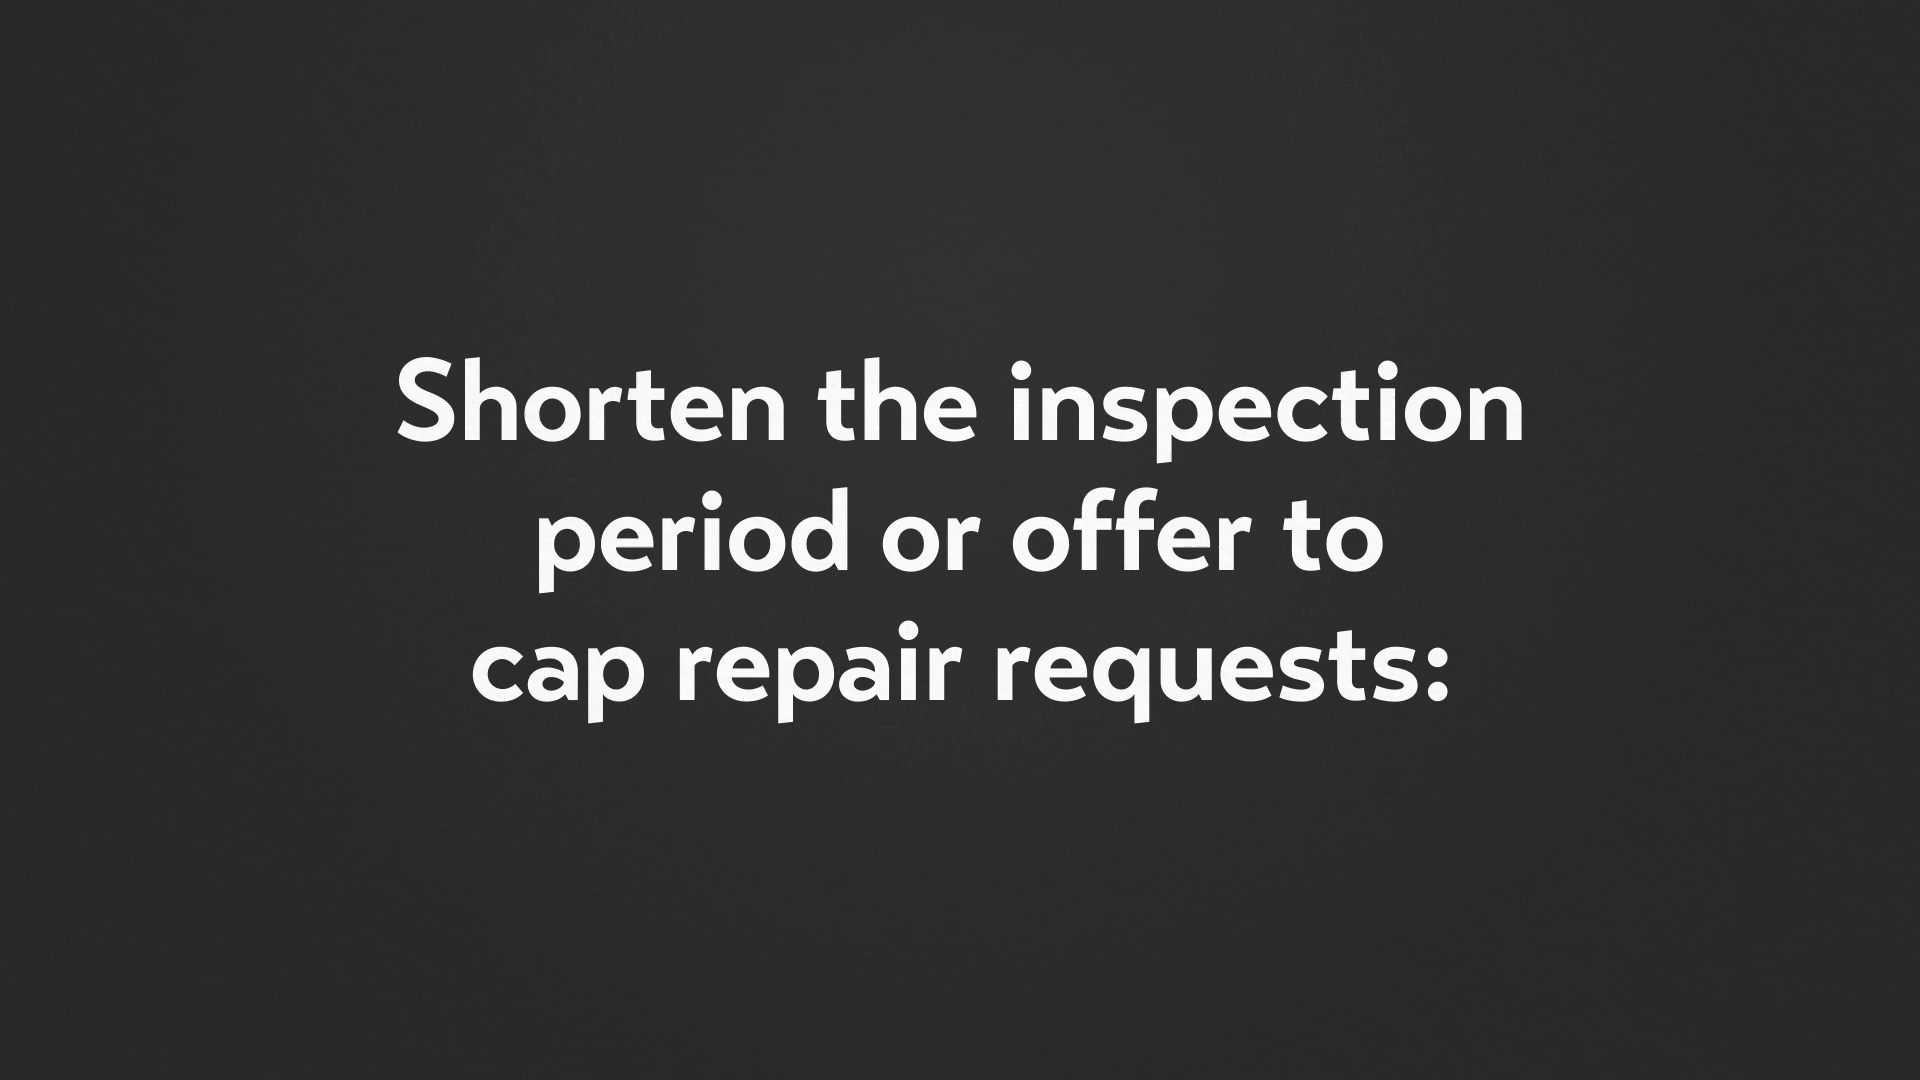 Shorten the inspection
period or offer to
cap repair requests: